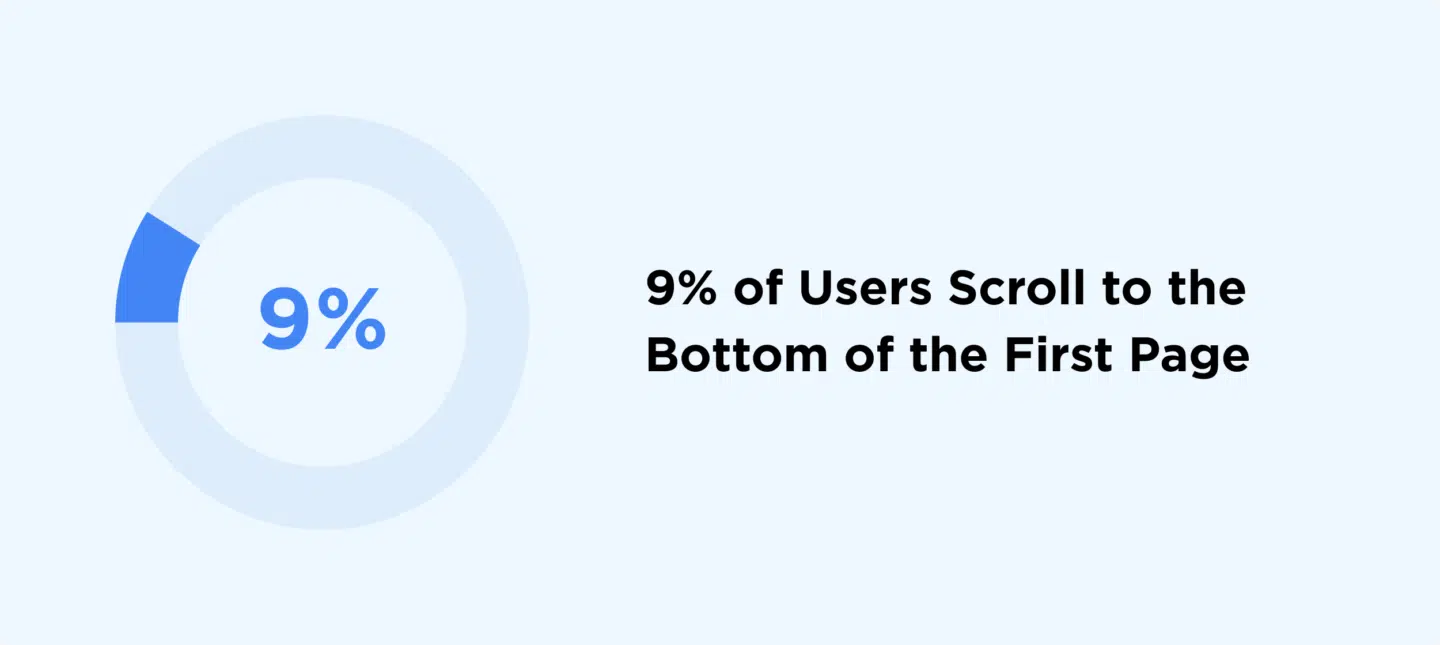 9%
9% of Users Scroll to the
Bottom of the First Page